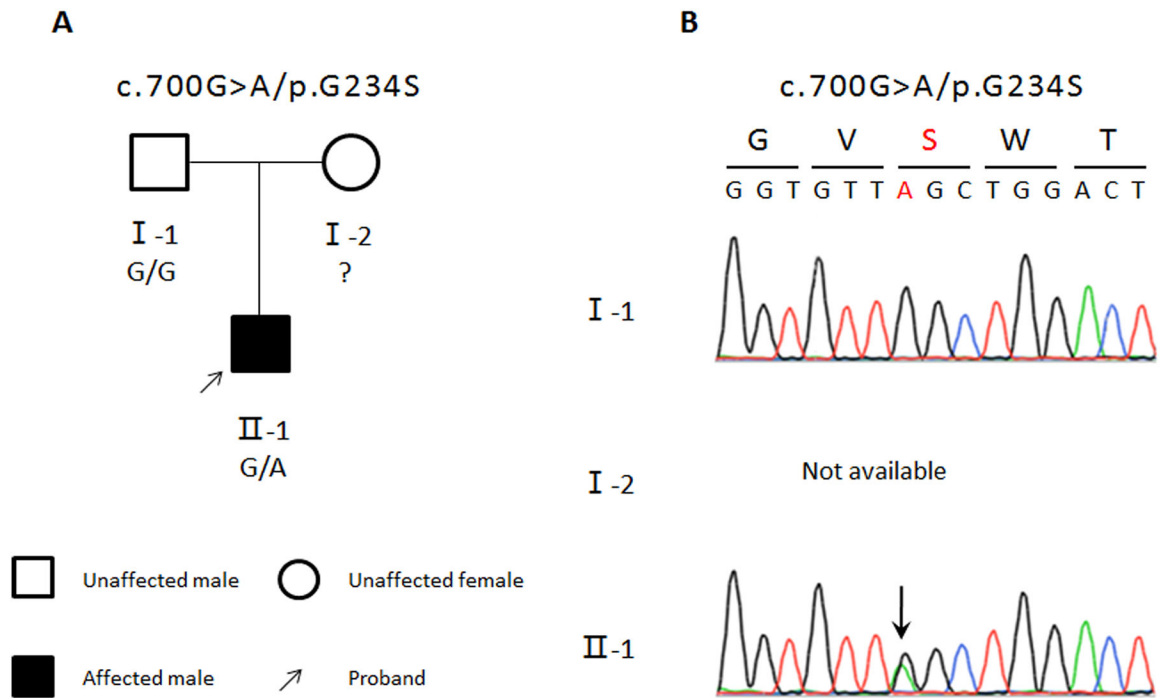 A
c.700G>A/p.G234S
Ⅰ-1
G/G
Ⅰ-2
?
Ⅱ-1
G/A
Unaffected male
Unaffected female
Affected male
Proband
B
c.700G>A/p.G234S
G V S W T
G G T G T T A G C T G G A C T
Ⅰ-1
Ⅰ-2
Not available
Ⅱ-1